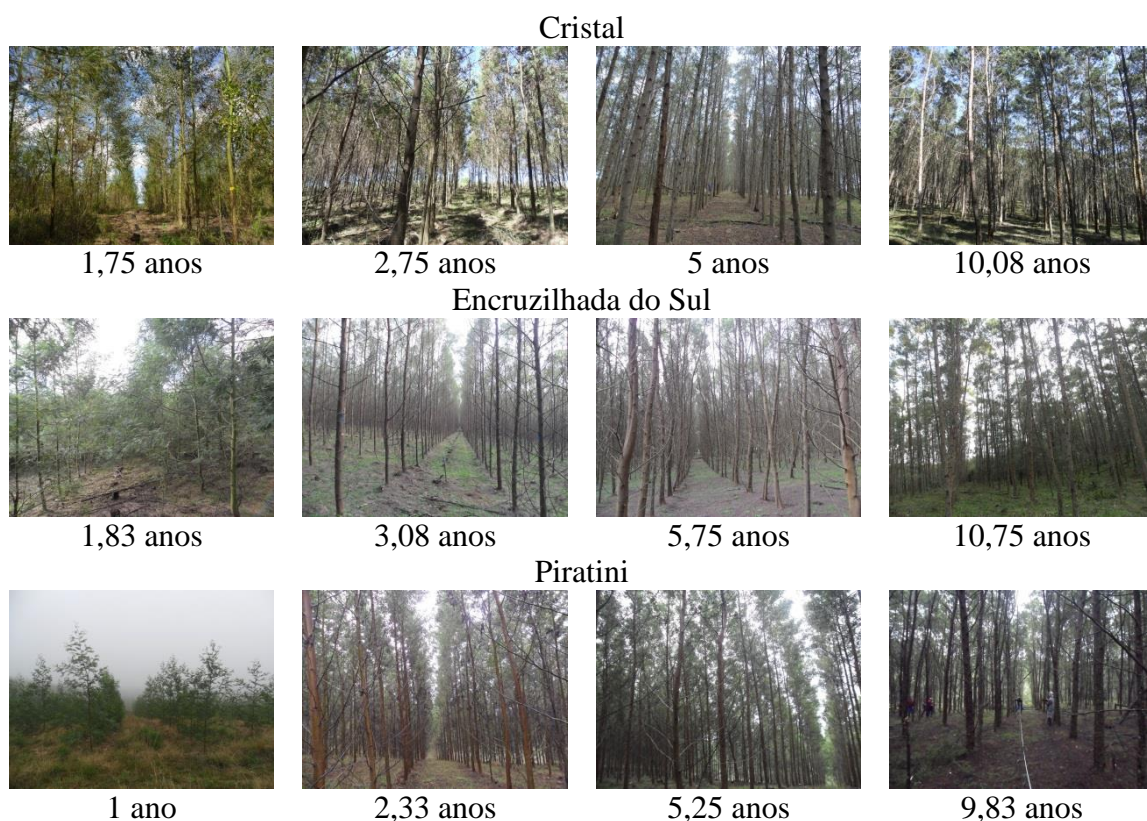 Cristal
1,75 anos 2,75 anos 5 anos 10,08 anos
Encruzilhada do Sul
1,83 anos 3,08 anos 5,75 anos 10,75 anos
Piratini
1 ano 2,33 anos 5,25 anos 9,83 anos